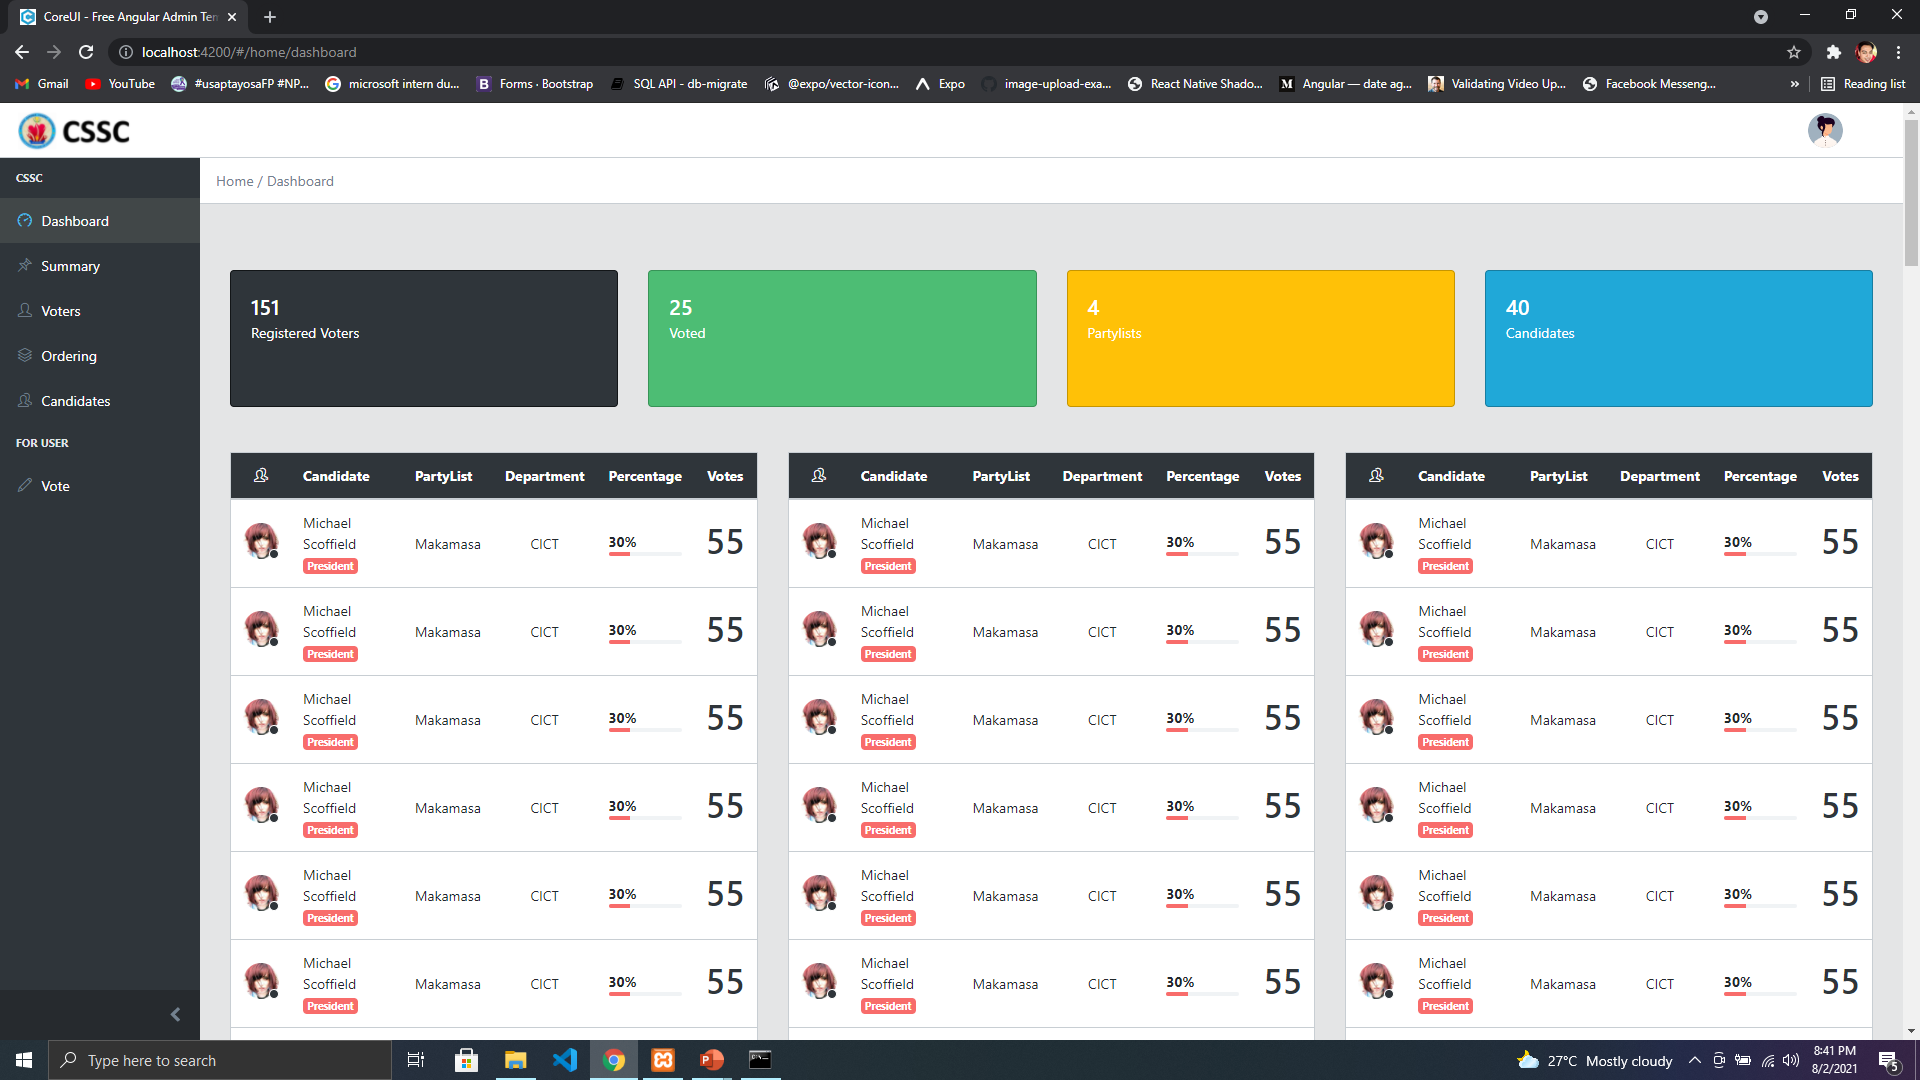 CoreUI - Free Angular Admin Tem
localhost:4200/#/home/dashboard
Gmail YouTube #usaptayosaFP #NP... microsoft intern du... Forms · Bootstrap SQL API - db-migrate @expo/vector-icon... Expo image-upload-exa... React Native Shado... Angular — date ag... Validating Video Up... Facebook Messeng... » Reading list
CSSC
CSSC
Dashboard
Summary
Voters
Ordering
Candidates
FOR USER
Vote
Home / Dashboard
151
Registered Voters
25
Voted
4
Partylists
40
Candidates
Candidate PartyList Department Percentage Votes
Michael
Scoffield
President
Makamasa CICT 30% 55
Michael
Scoffield
President
Makamasa CICT 30% 55
Michael
Scoffield
President
Makamasa CICT 30% 55
Michael
Scoffield
President
Makamasa CICT 30% 55
Michael
Scoffield
President
Makamasa CICT 30% 55
Michael
Scoffield
President
Makamasa CICT 30% 55
Candidate PartyList Department Percentage Votes
Michael
Scoffield
President
Makamasa CICT 30% 55
Michael
Scoffield
President
Makamasa CICT 30% 55
Michael
Scoffield
President
Makamasa CICT 30% 55
Michael
Scoffield
President
Makamasa CICT 30% 55
Michael
Scoffield
President
Makamasa CICT 30% 55
Michael
Scoffield
President
Makamasa CICT 30% 55
Candidate PartyList Department Percentage Votes
Michael
Scoffield
President
Makamasa CICT 30% 55
Michael
Scoffield
President
Makamasa CICT 30% 55
Michael
Scoffield
President
Makamasa CICT 30% 55
Michael
Scoffield
President
Makamasa CICT 30% 55
Michael
Scoffield
President
Makamasa CICT 30% 55
Michael
Scoffield
President
Makamasa CICT 30% 55
Type here to search
27°C Mostly cloudy
8:41 PM
8/2/2021
5